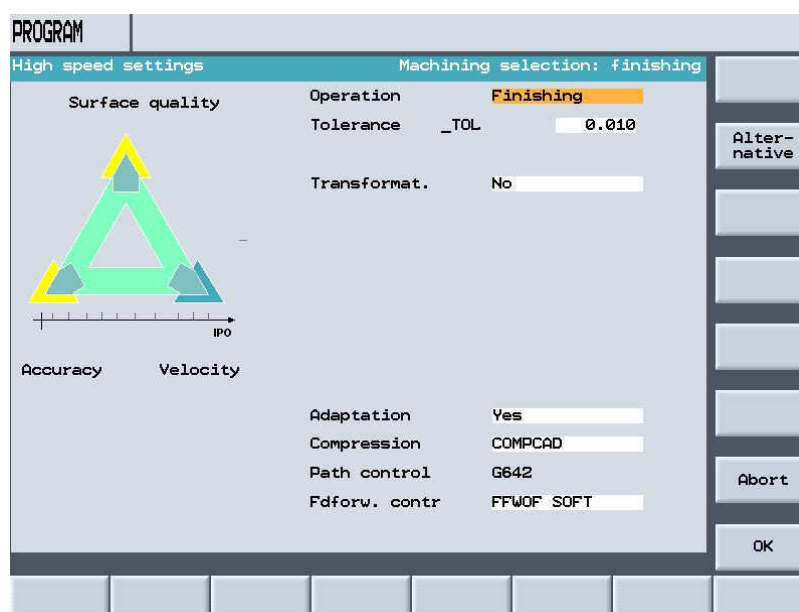 PROGRAM
High speed settings Machining selection: finishing
Surface quality
Operation Finishing
Tolerance _TOL 0.010
Transformat. No
IPO
Accuracy Velocity
Adaptation Yes
Compression COMPCAD
Path control G642
Fdforw. contr FFWOF SOFT
Alter-
native
Abort
OK